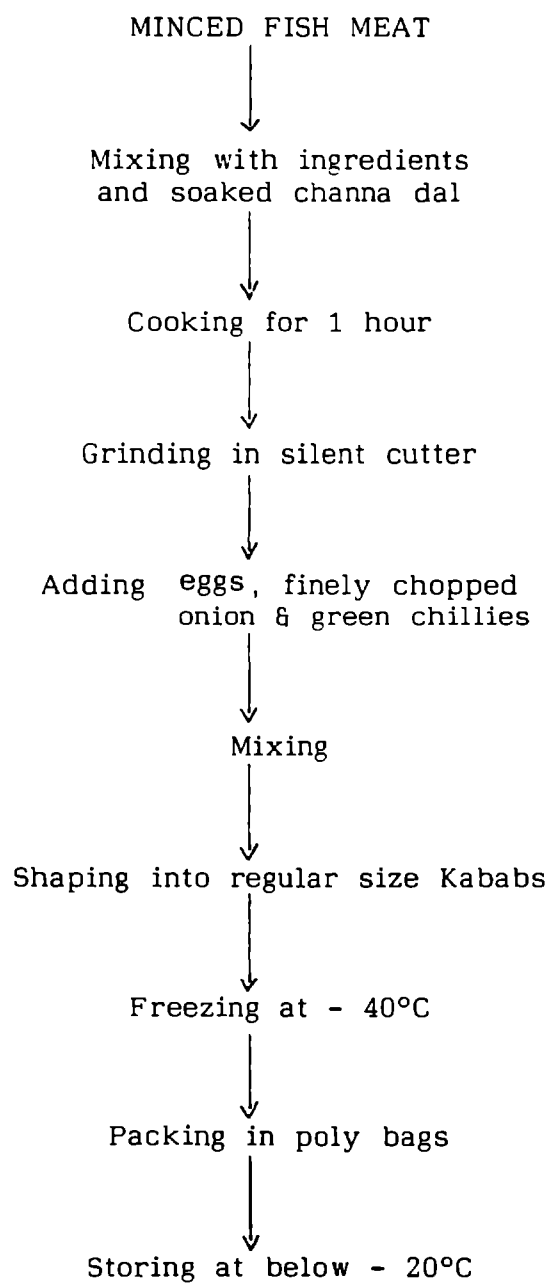 MINCED FISH MEAT
Mixing with ingredients
and soaked channa dal
Cooking for 1 hour
Grinding in silent cutter
Adding eggs, finely chopped
onion & green chillies
Mixing
Shaping into regular size Kababs
Freezing at - 40°C
Packing in poly bags
Storing at below - 20°C